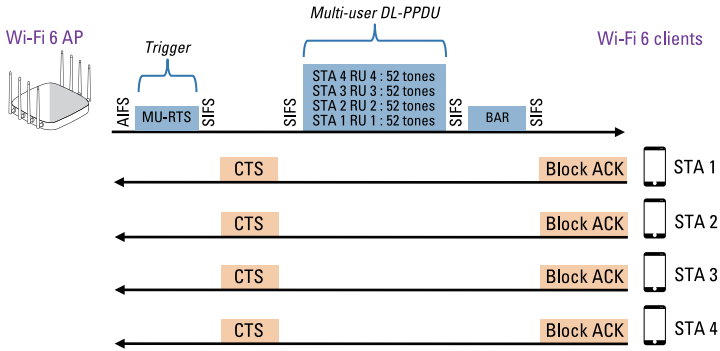 Multi-user DL-PPDU
Wi-Fi 6 AP
Trigger
Wi-Fi 6 clients
AIFS
MU-RTS
SIFS
SIFS
STA 4 RU 4 : 52 tones
STA 3 RU 3 : 52 tones
STA 2 RU 2 : 52 tones
STA 1 RU 1 : 52 tones
SIFS
BAR
SIFS
CTS
Block ACK
STA 1
CTS
Block ACK
STA 2
CTS
Block ACK
STA 3
CTS
Block ACK
STA 4